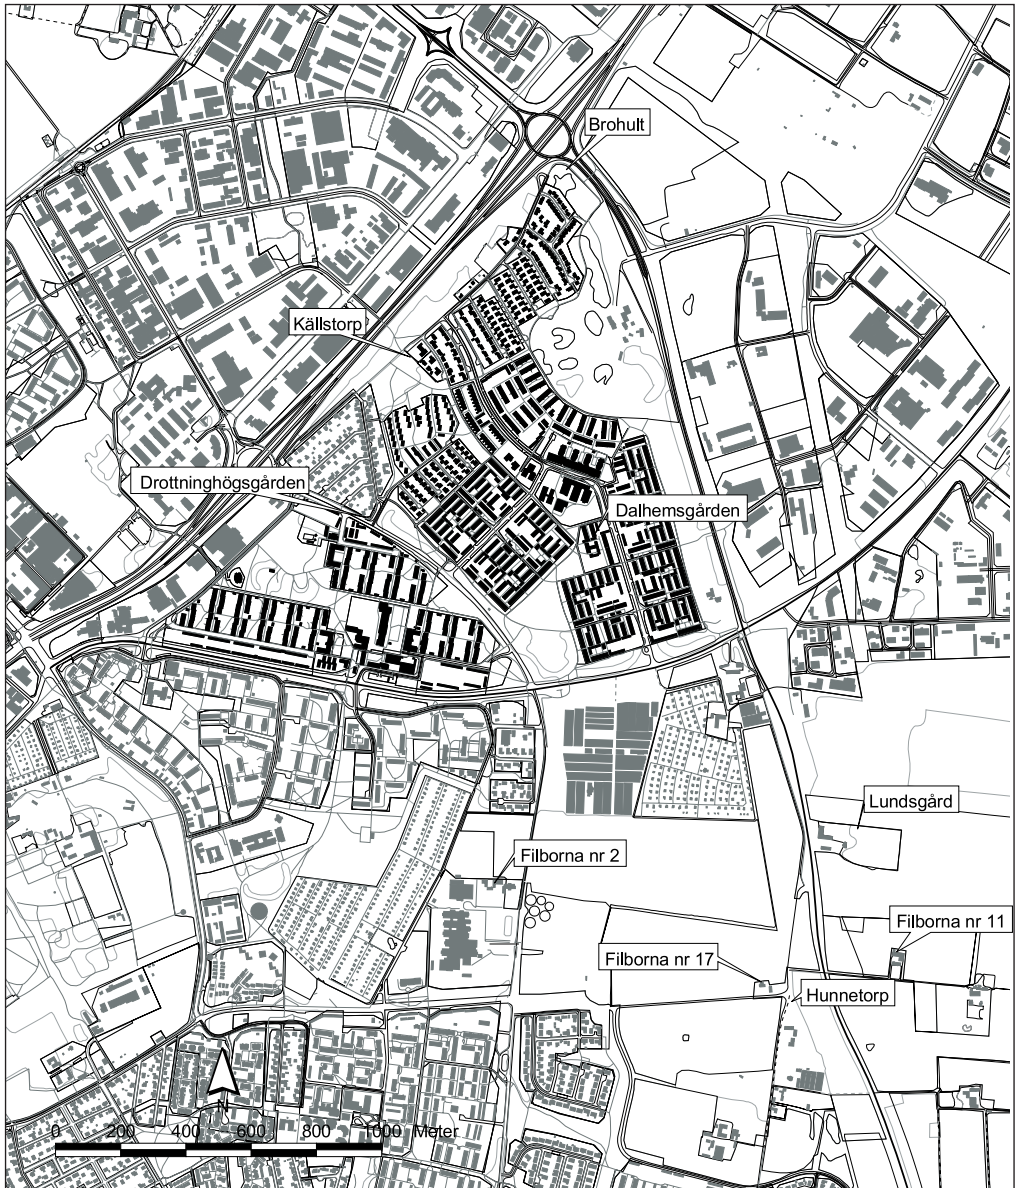 Brohult
Källstorp
Drottninghögsgården
Dalhemsgården
Lundsgård
Filborna nr 2
Filborna nr 11
Filborna nr 17
Hunnetorp
N
0 200 400 600 800 1000 Meter